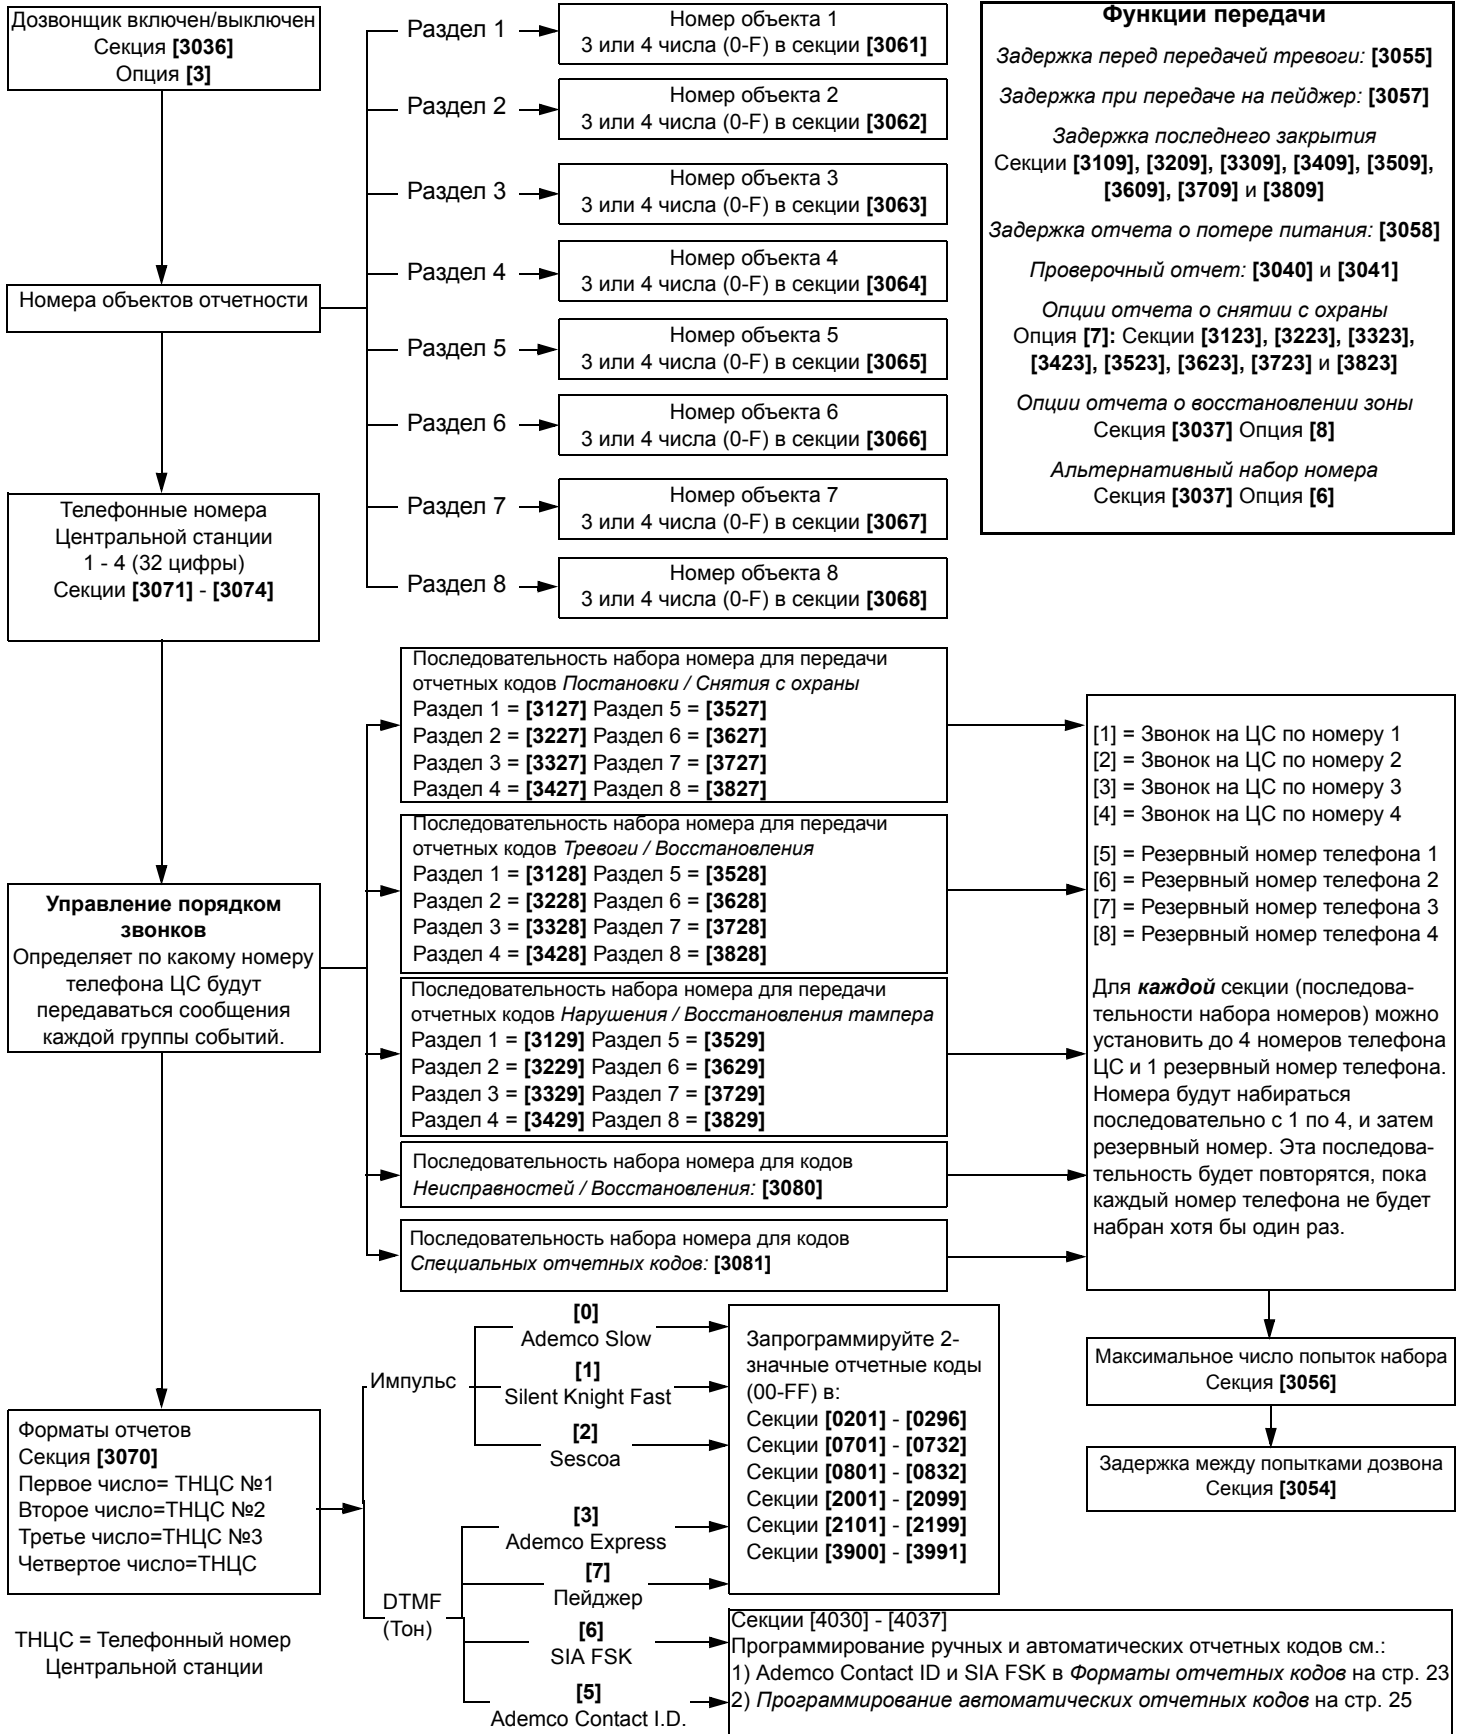 Дозвонщик включен/выключен
Секция [3036]
Опция [3]
Номера объектов отчетности
Раздел 1
Номер объекта 1
3 или 4 числа (0-F) в секции [3061]
Раздел 2
Номер объекта 2
3 или 4 числа (0-F) в секции [3062]
Раздел 3
Номер объекта 3
3 или 4 числа (0-F) в секции [3063]
Раздел 4
Номер объекта 4
3 или 4 числа (0-F) в секции [3064]
Раздел 5
Номер объекта 5
3 или 4 числа (0-F) в секции [3065]
Раздел 6
Номер объекта 6
3 или 4 числа (0-F) в секции [3066]
Раздел 7
Номер объекта 7
3 или 4 числа (0-F) в секции [3067]
Раздел 8
Номер объекта 8
3 или 4 числа (0-F) в секции [3068]
Функции передачи
Задержка перед передачей тревоги: [3055]
Задержка при передаче на пейджер: [3057]
Задержка последнего закрытия
Секции [3109], [3209], [3309], [3409], [3509],
[3609], [3709] и [3809]
Задержка отчета о потере питания: [3058]
Проверочный отчет: [3040] и [3041]
Опции отчета о снятии с охраны
Опция [7]: Секции [3123], [3223], [3323],
[3423], [3523], [3623], [3723] и [3823]
Опции отчета о восстановлении зоны
Секция [3037] Опция [8]
Альтернативный набор номера
Секция [3037] Опция [6]
Телефонные номера
Центральной станции
1 - 4 (32 цифры)
Секции [3071] - [3074]
Управление порядком
звонков
Определяет по какому номеру
телефона ЦС будут
передаваться сообщения
каждой группы событий.
Последовательность набора номера для передачи
отчетных кодов Постановки / Снятия с охраны
Раздел 1 = [3127] Раздел 5 = [3527]
Раздел 2 = [3227] Раздел 6 = [3627]
Раздел 3 = [3327] Раздел 7 = [3727]
Раздел 4 = [3427] Раздел 8 = [3827]
Последовательность набора номера для передачи
отчетных кодов Тревоги / Восстановления
Раздел 1 = [3128] Раздел 5 = [3528]
Раздел 2 = [3228] Раздел 6 = [3628]
Раздел 3 = [3328] Раздел 7 = [3728]
Раздел 4 = [3428] Раздел 8 = [3828]
Последовательность набора номера для передачи
отчетных кодов Нарушения / Восстановления тампера
Раздел 1 = [3129] Раздел 5 = [3529]
Раздел 2 = [3229] Раздел 6 = [3629]
Раздел 3 = [3329] Раздел 7 = [3729]
Раздел 4 = [3429] Раздел 8 = [3829]
Последовательность набора номера для кодов
Неисправностей / Восстановления: [3080]
Последовательность набора номера для кодов
Специальных отчетных кодов: [3081]
[1] = Звонок на ЦС по номеру 1
[2] = Звонок на ЦС по номеру 2
[3] = Звонок на ЦС по номеру 3
[4] = Звонок на ЦС по номеру 4
[5] = Резервный номер телефона 1
[6] = Резервный номер телефона 2
[7] = Резервный номер телефона 3
[8] = Резервный номер телефона 4
Для каждой секции (последова-
тельности набора номеров) можно
установить до 4 номеров телефона
ЦС и 1 резервный номер телефона.
Номера будут набираться
последовательно с 1 по 4, и затем
резервный номер. Эта последова-
тельность будет повторятся, пока
каждый номер телефона не будет
набран хотя бы один раз.
Максимальное число попыток набора
Секция [3056]
Задержка между попытками дозвона
Секция [3054]
Форматы отчетов
Секция [3070]
Первое число= ТНЦС №1
Второе число=ТНЦС №2
Третье число=ТНЦС №3
Четвертое число=ТНЦС
ТНЦС = Телефонный номер
Центральной станции
Импульс
[0]
Ademco Slow
[1]
Silent Knight Fast
[2]
Sescoa
DTMF
(Тон)
[3]
Ademco Express
[7]
Пейджер
[6]
SIA FSK
[5]
Ademco Contact I.D.
Запрограммируйте 2-
значные отчетные коды
(00-FF) в:
Секции [0201] - [0296]
Секции [0701] - [0732]
Секции [0801] - [0832]
Секции [2001] - [2099]
Секции [2101] - [2199]
Секции [3900] - [3991]
Секции [4030] - [4037]
Программирование ручных и автоматических отчетных кодов см.:
1) Ademco Contact ID и SIA FSK в Форматы отчетных кодов на стр. 23
2) Программирование автоматических отчетных кодов на стр. 25